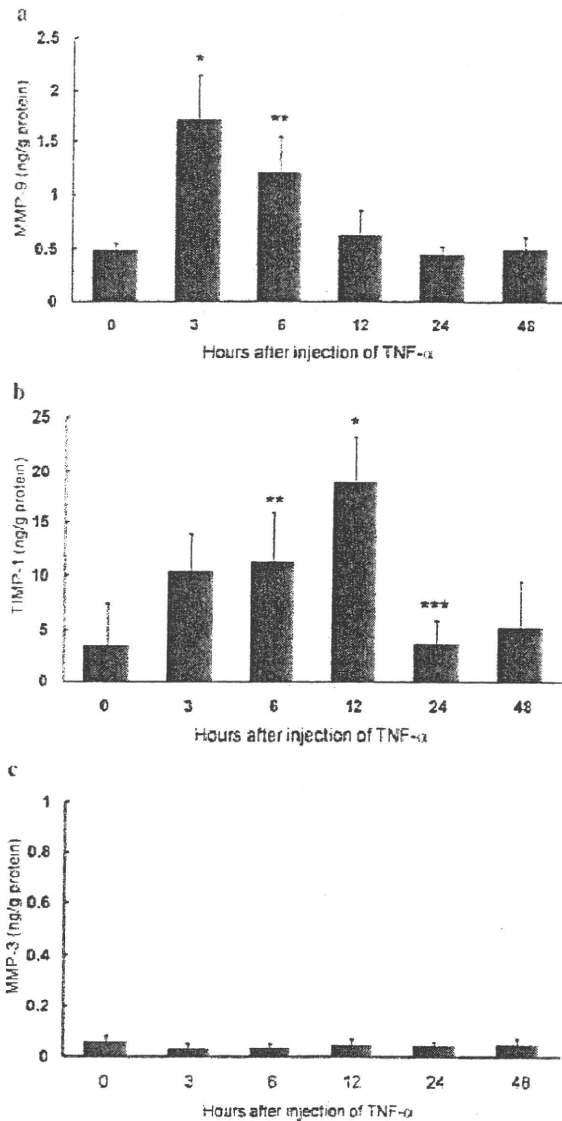 a
2.5
*
2
**
1.5
1
0.5
0
MMP-9 (ng/g protein)
0 3 6 12 24 48
Hours after injection of TNF-α
b
25
*
20
**
15
10
***
5
0
TIMP-1 (ng/g protein)
0 3 6 12 24 48
Hours after injection of TNF-α
c
1
0.8
0.6
0.4
0.2
0
MMP-3 (ng/g protein)
0 3 6 12 24 48
Hours after injection of TNF-α